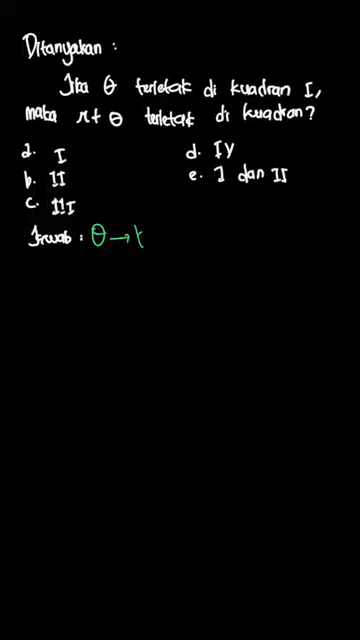 Ditanyakan :
Jika θ terletak di kuadran I,
maka π + θ terletak di kuadran?
a. I
b. II
c. III
d. IV
e. I dan II
Jawab : θ → k